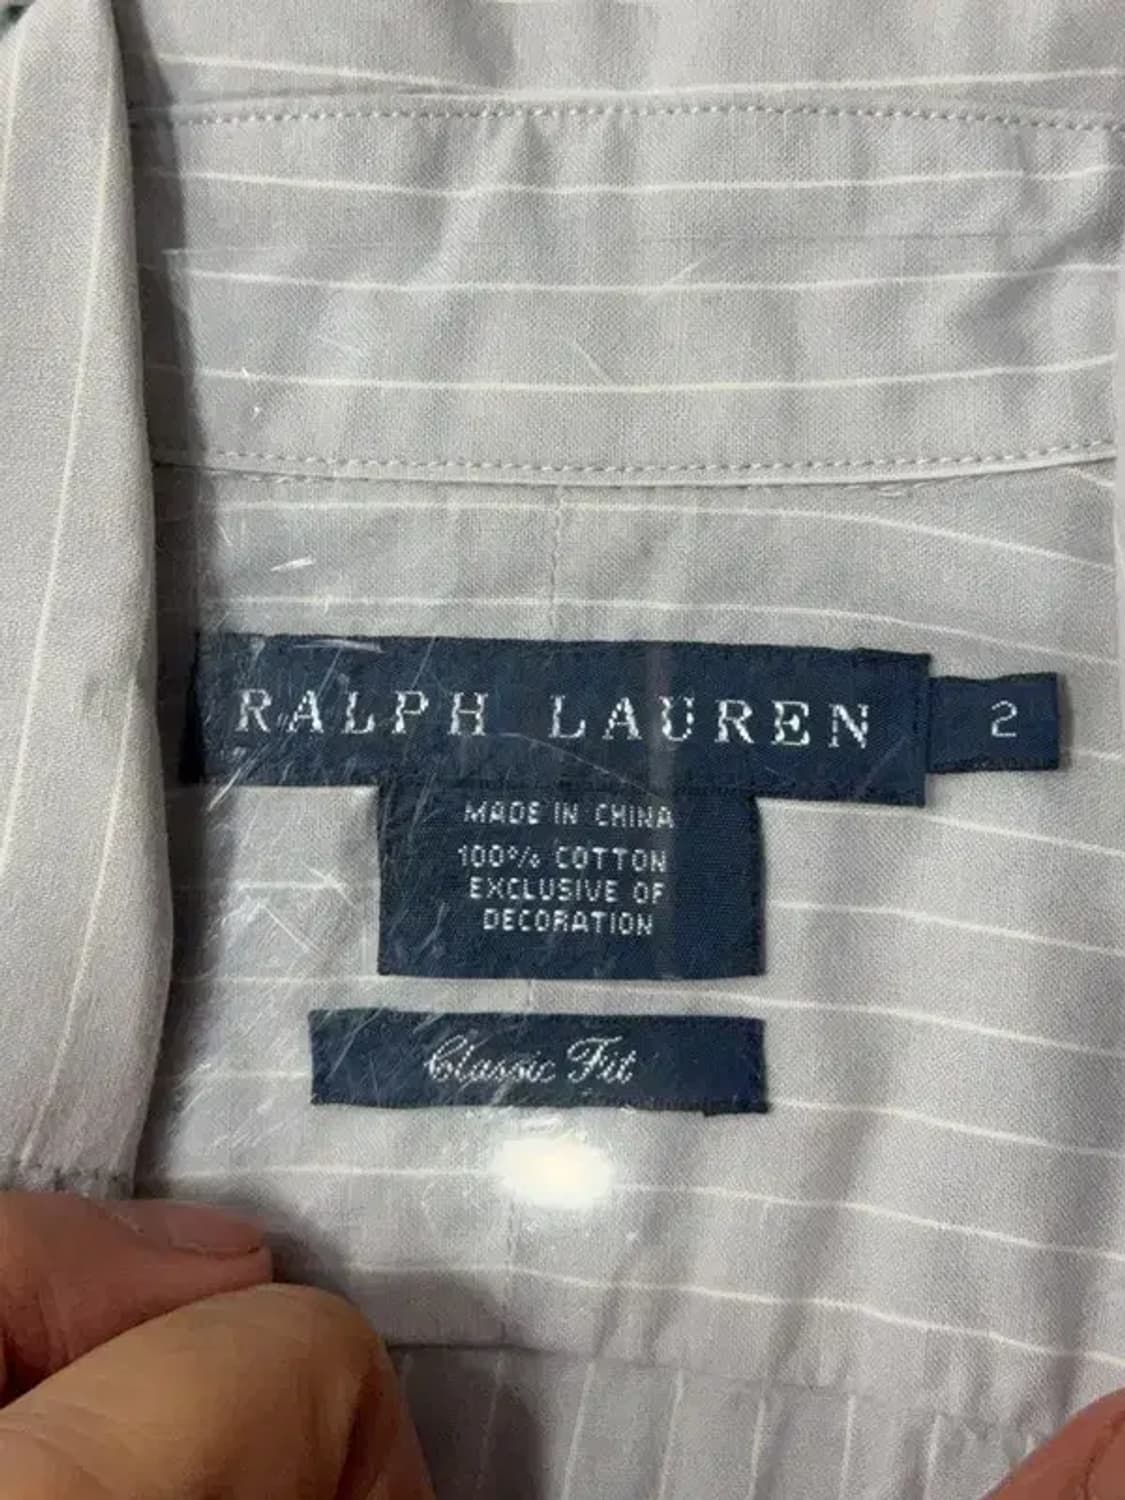 RALPH LAUREN
2
MADE IN CHINA
100% COTTON
EXCLUSIVE OF
DECORATION
Classic Fit